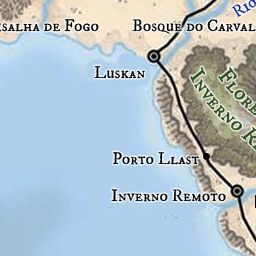 ISALHA DE FOGO
BOSQUE DO CARVAL
RIO
LUSKAN
FLORE
INVERNO R
PORTO LLAST
INVERNO REMOTO